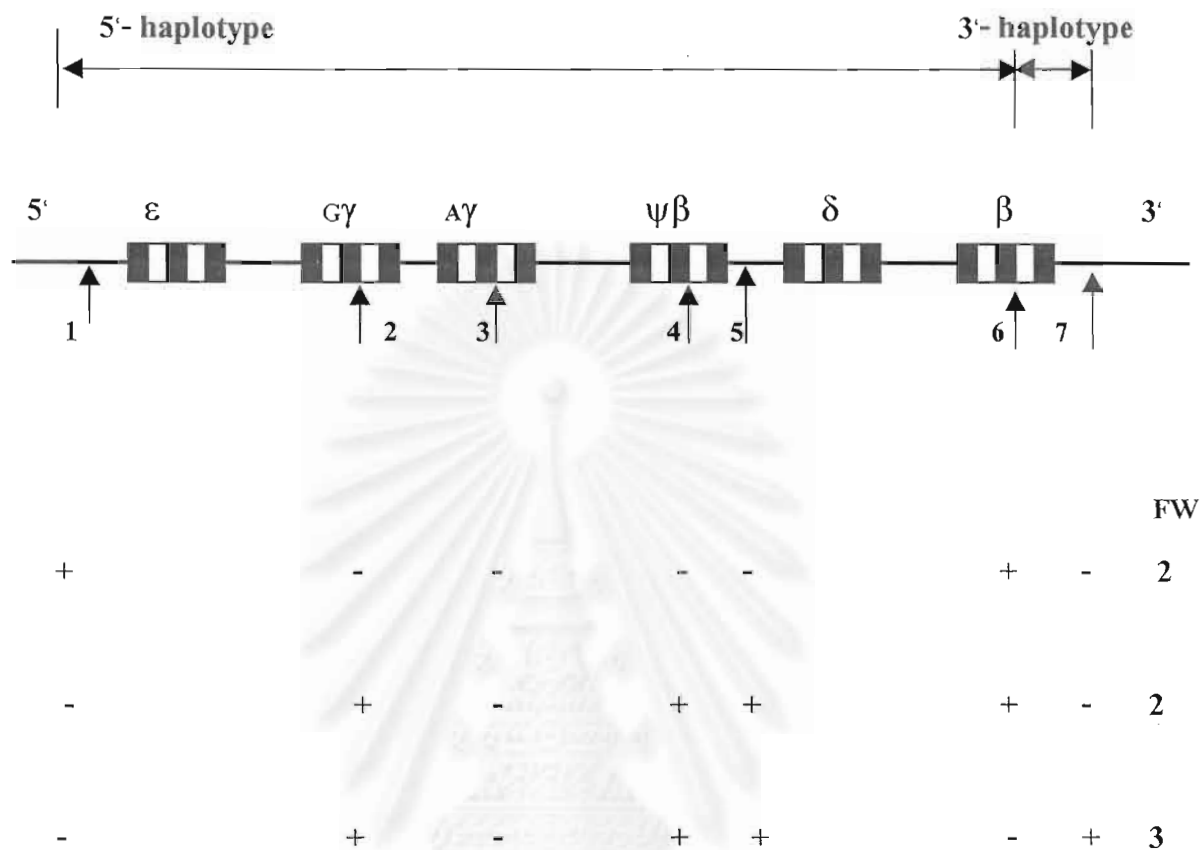 5‘- haplotype 3‘- haplotype
5‘ ε Gγ Aγ ψβ δ β 3‘
1 2 3 4 5 6 7
FW
+ - - - - + - 2
- + - + + + - 2
- + - + + - + 3